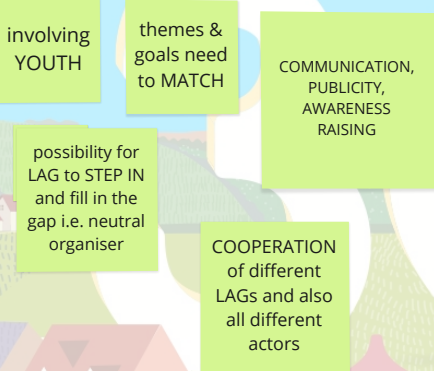 involving
YOUTH
themes &
goals need
to MATCH
COMMUNICATION,
PUBLICITY,
AWARENESS
RAISING
possibility for
LAG to STEP IN
and fill in the
gap i.e. neutral
organiser
COOPERATION
of different
LAGs and also
all different
actors